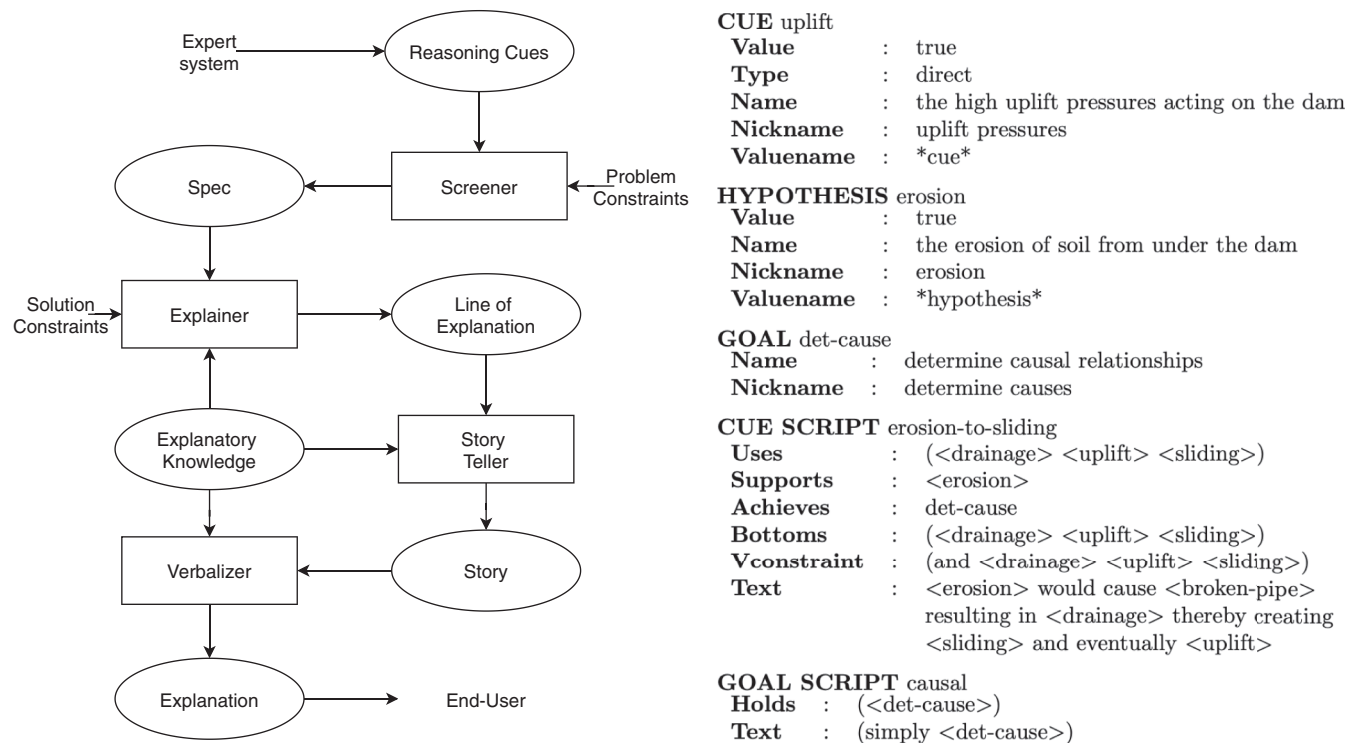 Expert
system
Reasoning Cues
Spec
Screener
Problem
Constraints
Solution
Constraints
Explainer
Line of
Explanation
Explanatory
Knowledge
Story
Teller
Verbalizer
Story
Explanation
End-User
CUE uplift
Value : true
Type : direct
Name : the high uplift pressures acting on the dam
Nickname : uplift pressures
Valuename : *cue*
HYPOTHESIS erosion
Value : true
Name : the erosion of soil from under the dam
Nickname : erosion
Valuename : *hypothesis*
GOAL det-cause
Name : determine causal relationships
Nickname : determine causes
CUE SCRIPT erosion-to-sliding
Uses : (<drainage> <uplift> <sliding>)
Supports : <erosion>
Achieves : det-cause
Bottoms : (<drainage> <uplift> <sliding>)
Vconstraint : (and <drainage> <uplift> <sliding>)
Text : <erosion> would cause <broken-pipe>
resulting in <drainage> thereby creating
<sliding> and eventually <uplift>
GOAL SCRIPT causal
Holds : (<det-cause>)
Text : (simply <det-cause>)